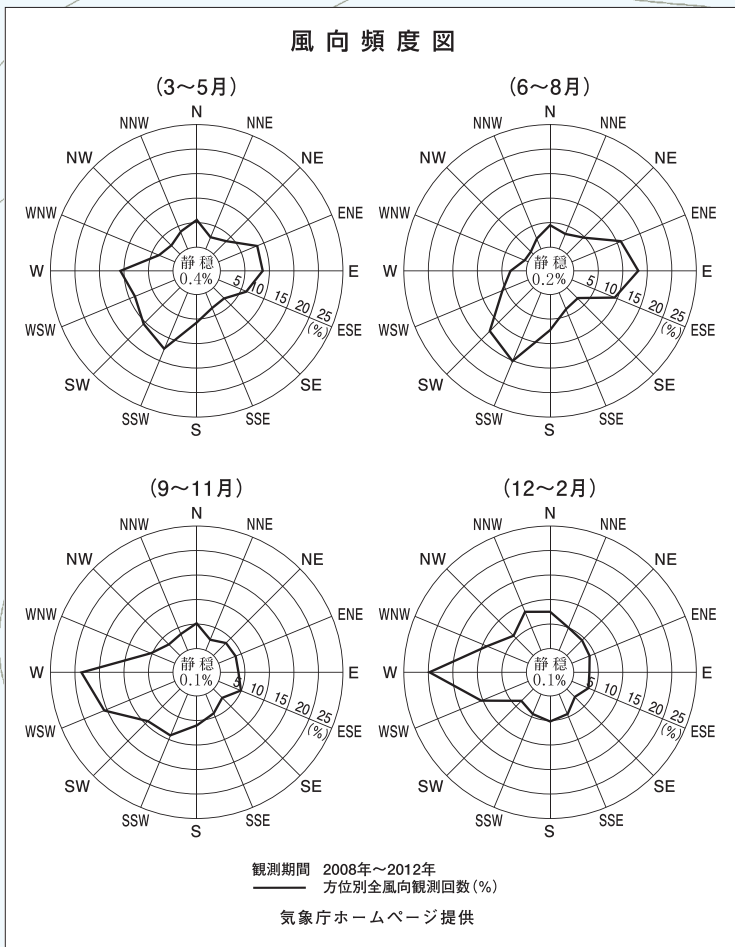 風向頻度図
(3〜5月)
N
NNW NNE
NW NE
WNW ENE
W 静穏 0.4% E
5 10 15 20 25 (%)
WSW ESE
SW SE
SSW SSE
S
(6〜8月)
N
NNW NNE
NW NE
WNW ENE
W 静穏 0.2% E
5 10 15 20 25 (%)
WSW ESE
SW SE
SSW SSE
S
(9〜11月)
N
NNW NNE
NW NE
WNW ENE
W 静穏 0.1% E
5 10 15 20 25 (%)
WSW ESE
SW SE
SSW SSE
S
(12〜2月)
N
NNW NNE
NW NE
WNW ENE
W 静穏 0.1% E
5 10 15 20 25 (%)
WSW ESE
SW SE
SSW SSE
S
観測期間 2008年〜2012年
方位別全風向観測回数(%)
気象庁ホームページ提供